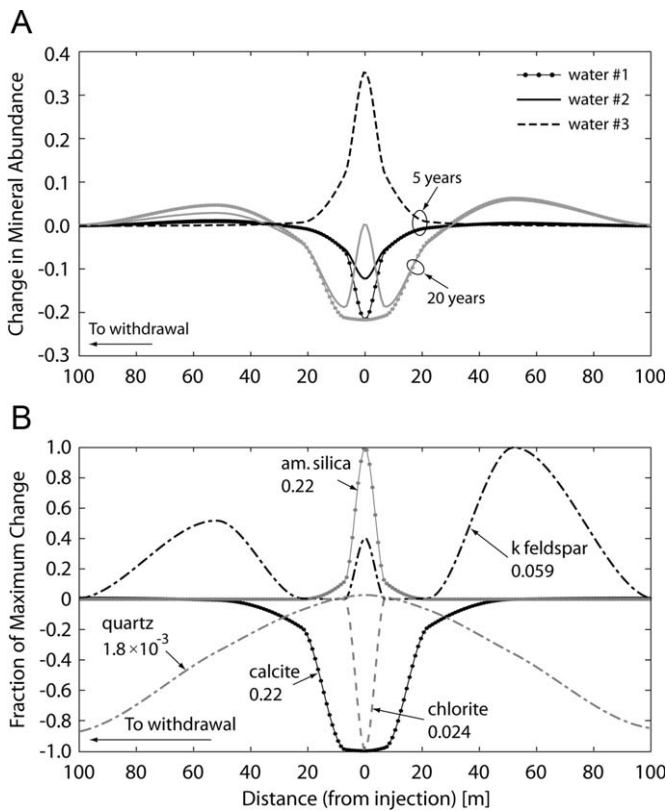 A
0.4
0.3
0.2
0.1
0.0
-0.1
-0.2
-0.3
Change in Mineral Abundance
water #1
water #2
water #3
5 years
20 years
To withdrawal
100 80 60 40 20 0 20 40 60 80 100
B
1.0
0.8
0.6
0.4
0.2
0
-0.2
-0.4
-0.6
-0.8
-1.0
Fraction of Maximum Change
am. silica
0.22
k feldspar
0.059
quartz
1.8 × 10⁻³
calcite
0.22
chlorite
0.024
To withdrawal
100 80 60 40 20 0 20 40 60 80 100
Distance (from injection) [m]